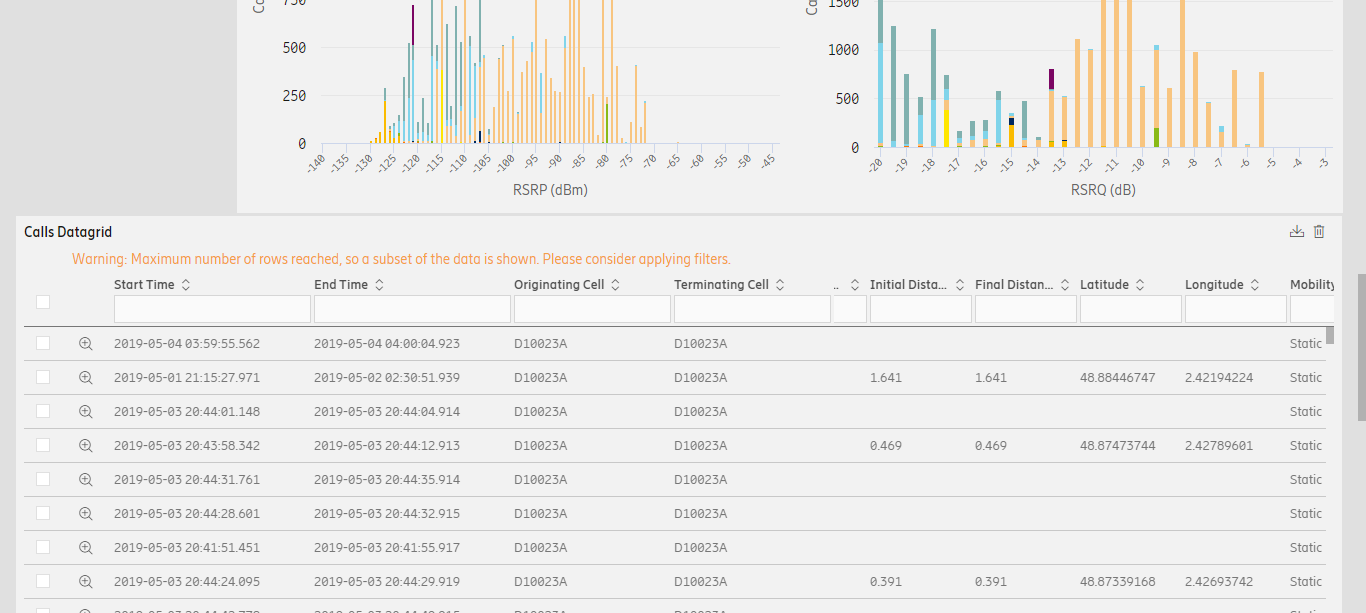 750
500
250
0
-140 -135 -130 -125 -120 -115 -110 -105 -100 -95 -90 -85 -80 -75 -70 -65 -60 -55 -50 -45
RSRP (dBm)
1500
1000
500
0
-20 -19 -18 -17 -16 -15 -14 -13 -12 -11 -10 -9 -8 -7 -6 -5 -4 -3
RSRQ (dB)
Calls Datagrid
Warning: Maximum number of rows reached, so a subset of the data is shown. Please consider applying filters.
Start Time End Time Originating Cell Terminating Cell .. Initial Dista... Final Distan... Latitude Longitude Mobility
2019-05-04 03:59:55.562 2019-05-04 04:00:04.923 D10023A D10023A Static
2019-05-01 21:15:27.971 2019-05-02 02:30:51.939 D10023A D10023A 1.641 1.641 48.88446747 2.42194224 Static
2019-05-03 20:44:01.148 2019-05-03 20:44:04.914 D10023A D10023A Static
2019-05-03 20:43:58.342 2019-05-03 20:44:12.913 D10023A D10023A 0.469 0.469 48.87473744 2.42789601 Static
2019-05-03 20:44:31.761 2019-05-03 20:44:35.914 D10023A D10023A Static
2019-05-03 20:44:28.601 2019-05-03 20:44:32.915 D10023A D10023A Static
2019-05-03 20:41:51.451 2019-05-03 20:41:55.917 D10023A D10023A Static
2019-05-03 20:44:24.095 2019-05-03 20:44:29.919 D10023A D10023A 0.391 0.391 48.87339168 2.42693742 Static